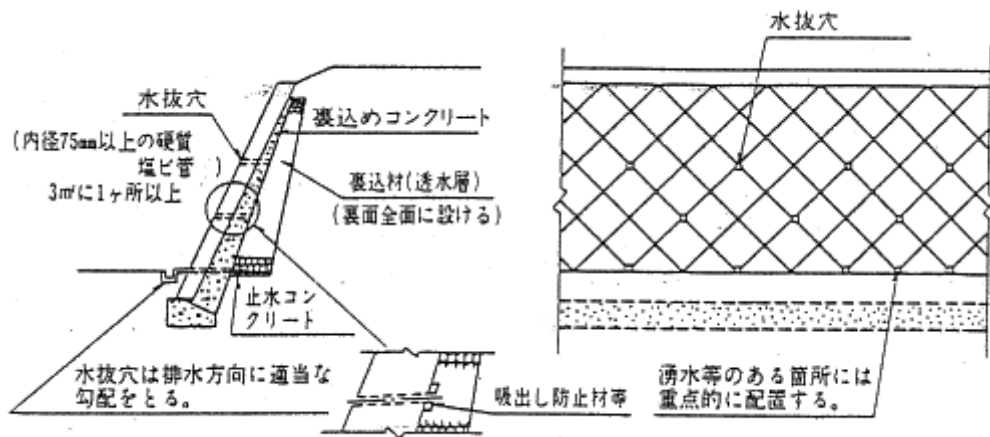 水抜穴
(内径75㎜以上の硬質
塩ビ管 )
3㎡に1ヶ所以上
裏込めコンクリート
裏込材(透水層)
(裏面全面に設ける)
止水コン
クリート
水抜穴は排水方向に適当な
勾配をとる。
吸出し防止材等
水抜穴
湧水等のある箇所には
重点的に配置する。